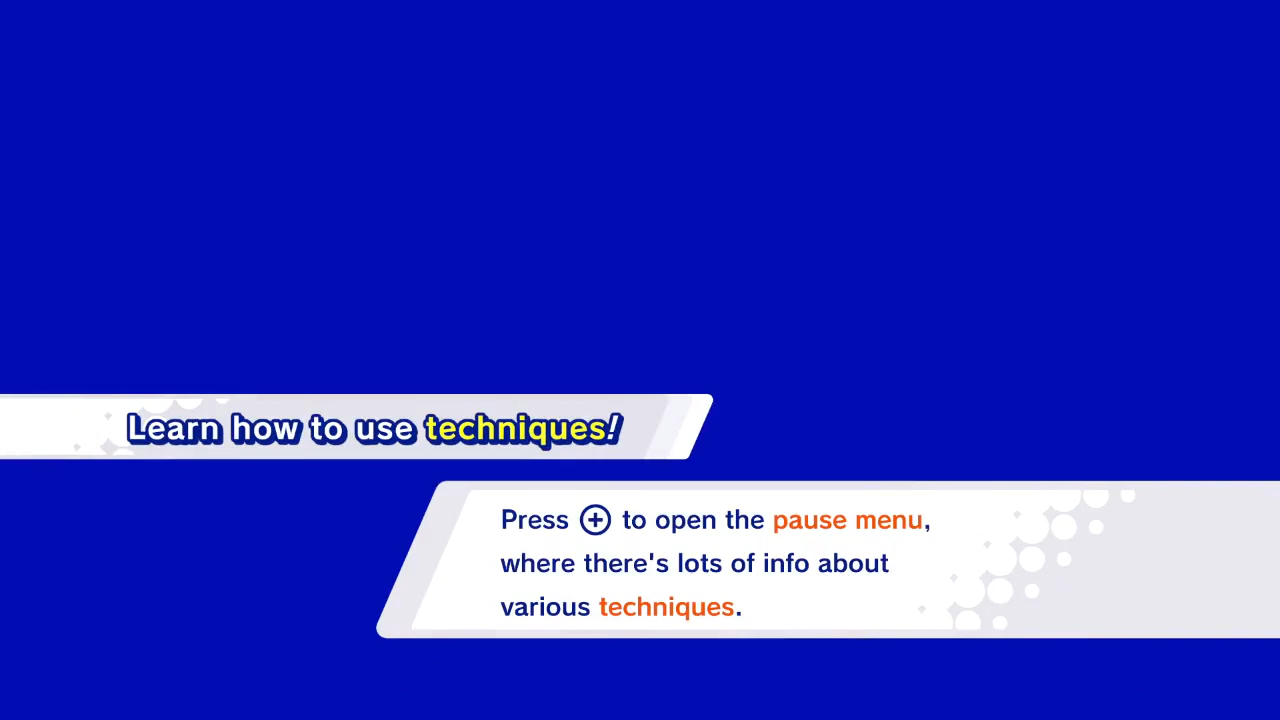 Learn how to use techniques!
Press ⊕ to open the pause menu,
where there's lots of info about
various techniques.